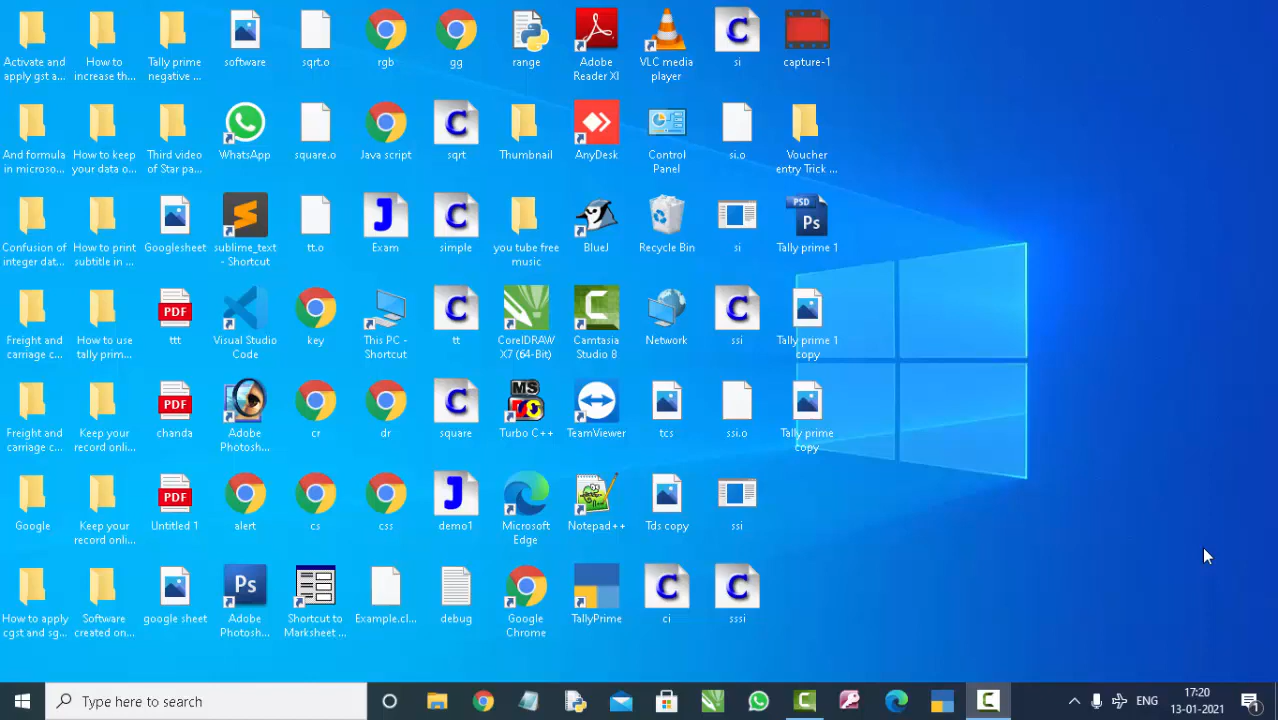 Activate and
apply gst a...
How to
increase th...
Tally prime
negative ...
software
sqrt.o
rgb
gg
range
Adobe
Reader XI
VLC media
player
si
capture-1
And formula
in microso...
How to keep
your data o...
Third video
of Star pa...
WhatsApp
square.o
Java script
sqrt
Thumbnail
AnyDesk
Control
Panel
si.o
Voucher
entry Trick ...
Confusion of
integer dat...
How to print
subtitle in ...
Googlesheet
sublime_text
- Shortcut
tt.o
Exam
simple
you tube free
music
BlueJ
Recycle Bin
si
PSD
Tally prime 1
Freight and
carriage c...
How to use
tally prim...
PDF
ttt
Visual Studio
Code
key
This PC -
Shortcut
tt
CorelDRAW
X7 (64-Bit)
Camtasia
Studio 8
Network
ssi
Tally prime 1
copy
Freight and
carriage c...
Keep your
record onli...
PDF
chanda
Adobe
Photosh...
cr
dr
square
MS
Turbo C++
TeamViewer
tcs
ssi.o
Tally prime
copy
Google
Keep your
record onli...
PDF
Untitled 1
alert
cs
css
demo1
Microsoft
Edge
Notepad++
Tds copy
ssi
How to apply
cgst and sg...
Software
created on...
google sheet
Ps
Adobe
Photosh...
Shortcut to
Marksheet ...
Example.cl...
debug
Google
Chrome
TallyPrime
ci
sssi
Type here to search
ENG
17:20
13-01-2021